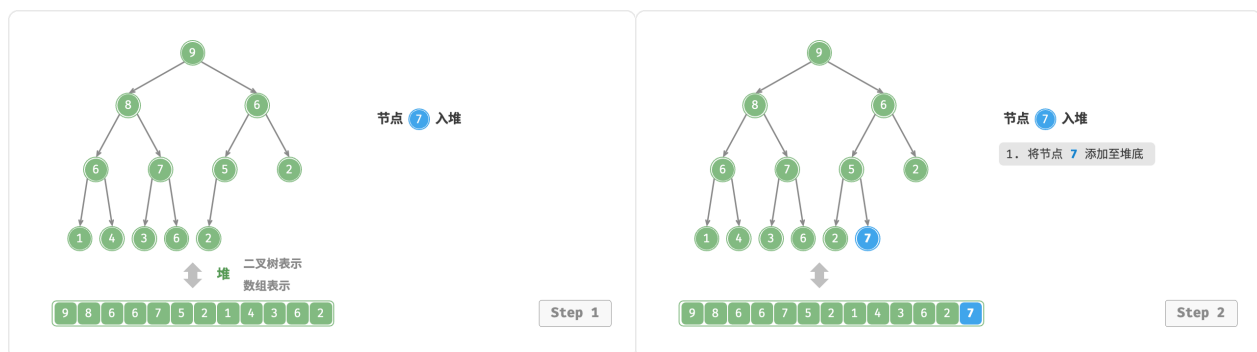 9
8 6
节点 7 入堆
6 7 5 2
1 4 3 6 2
堆
二叉树表示
数组表示
9 8 6 6 7 5 2 1 4 3 6 2
Step 1
9
8 6
节点 7 入堆
1. 将节点 7 添加至堆底
6 7 5 2
1 4 3 6 2 7
9 8 6 6 7 5 2 1 4 3 6 2 7
Step 2